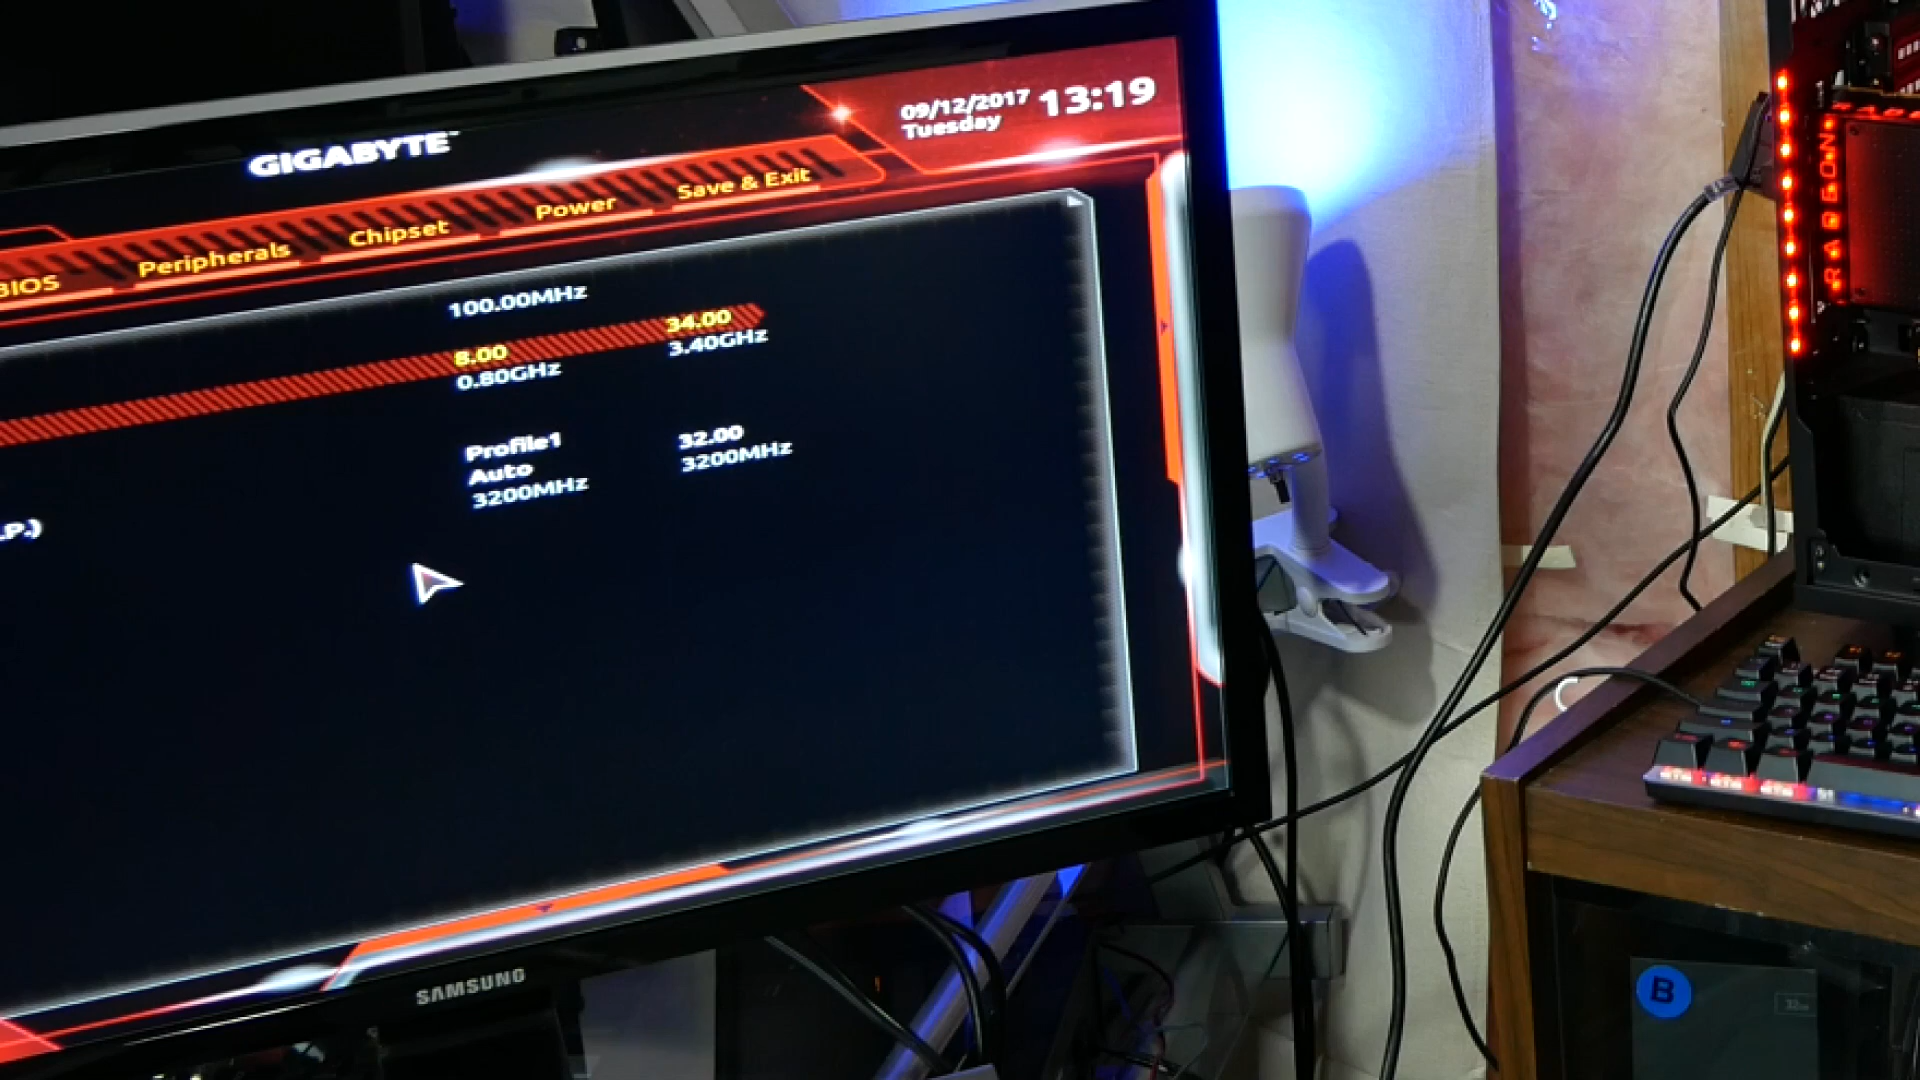 GIGABYTE
09/12/2017 13:19
Tuesday
BIOS Peripherals Chipset Power Save & Exit
100.00MHz
8.00 34.00
0.80GHz 3.40GHz
Profile1 32.00
Auto 3200MHz
3200MHz
.P.)
SAMSUNG
RADEON
B